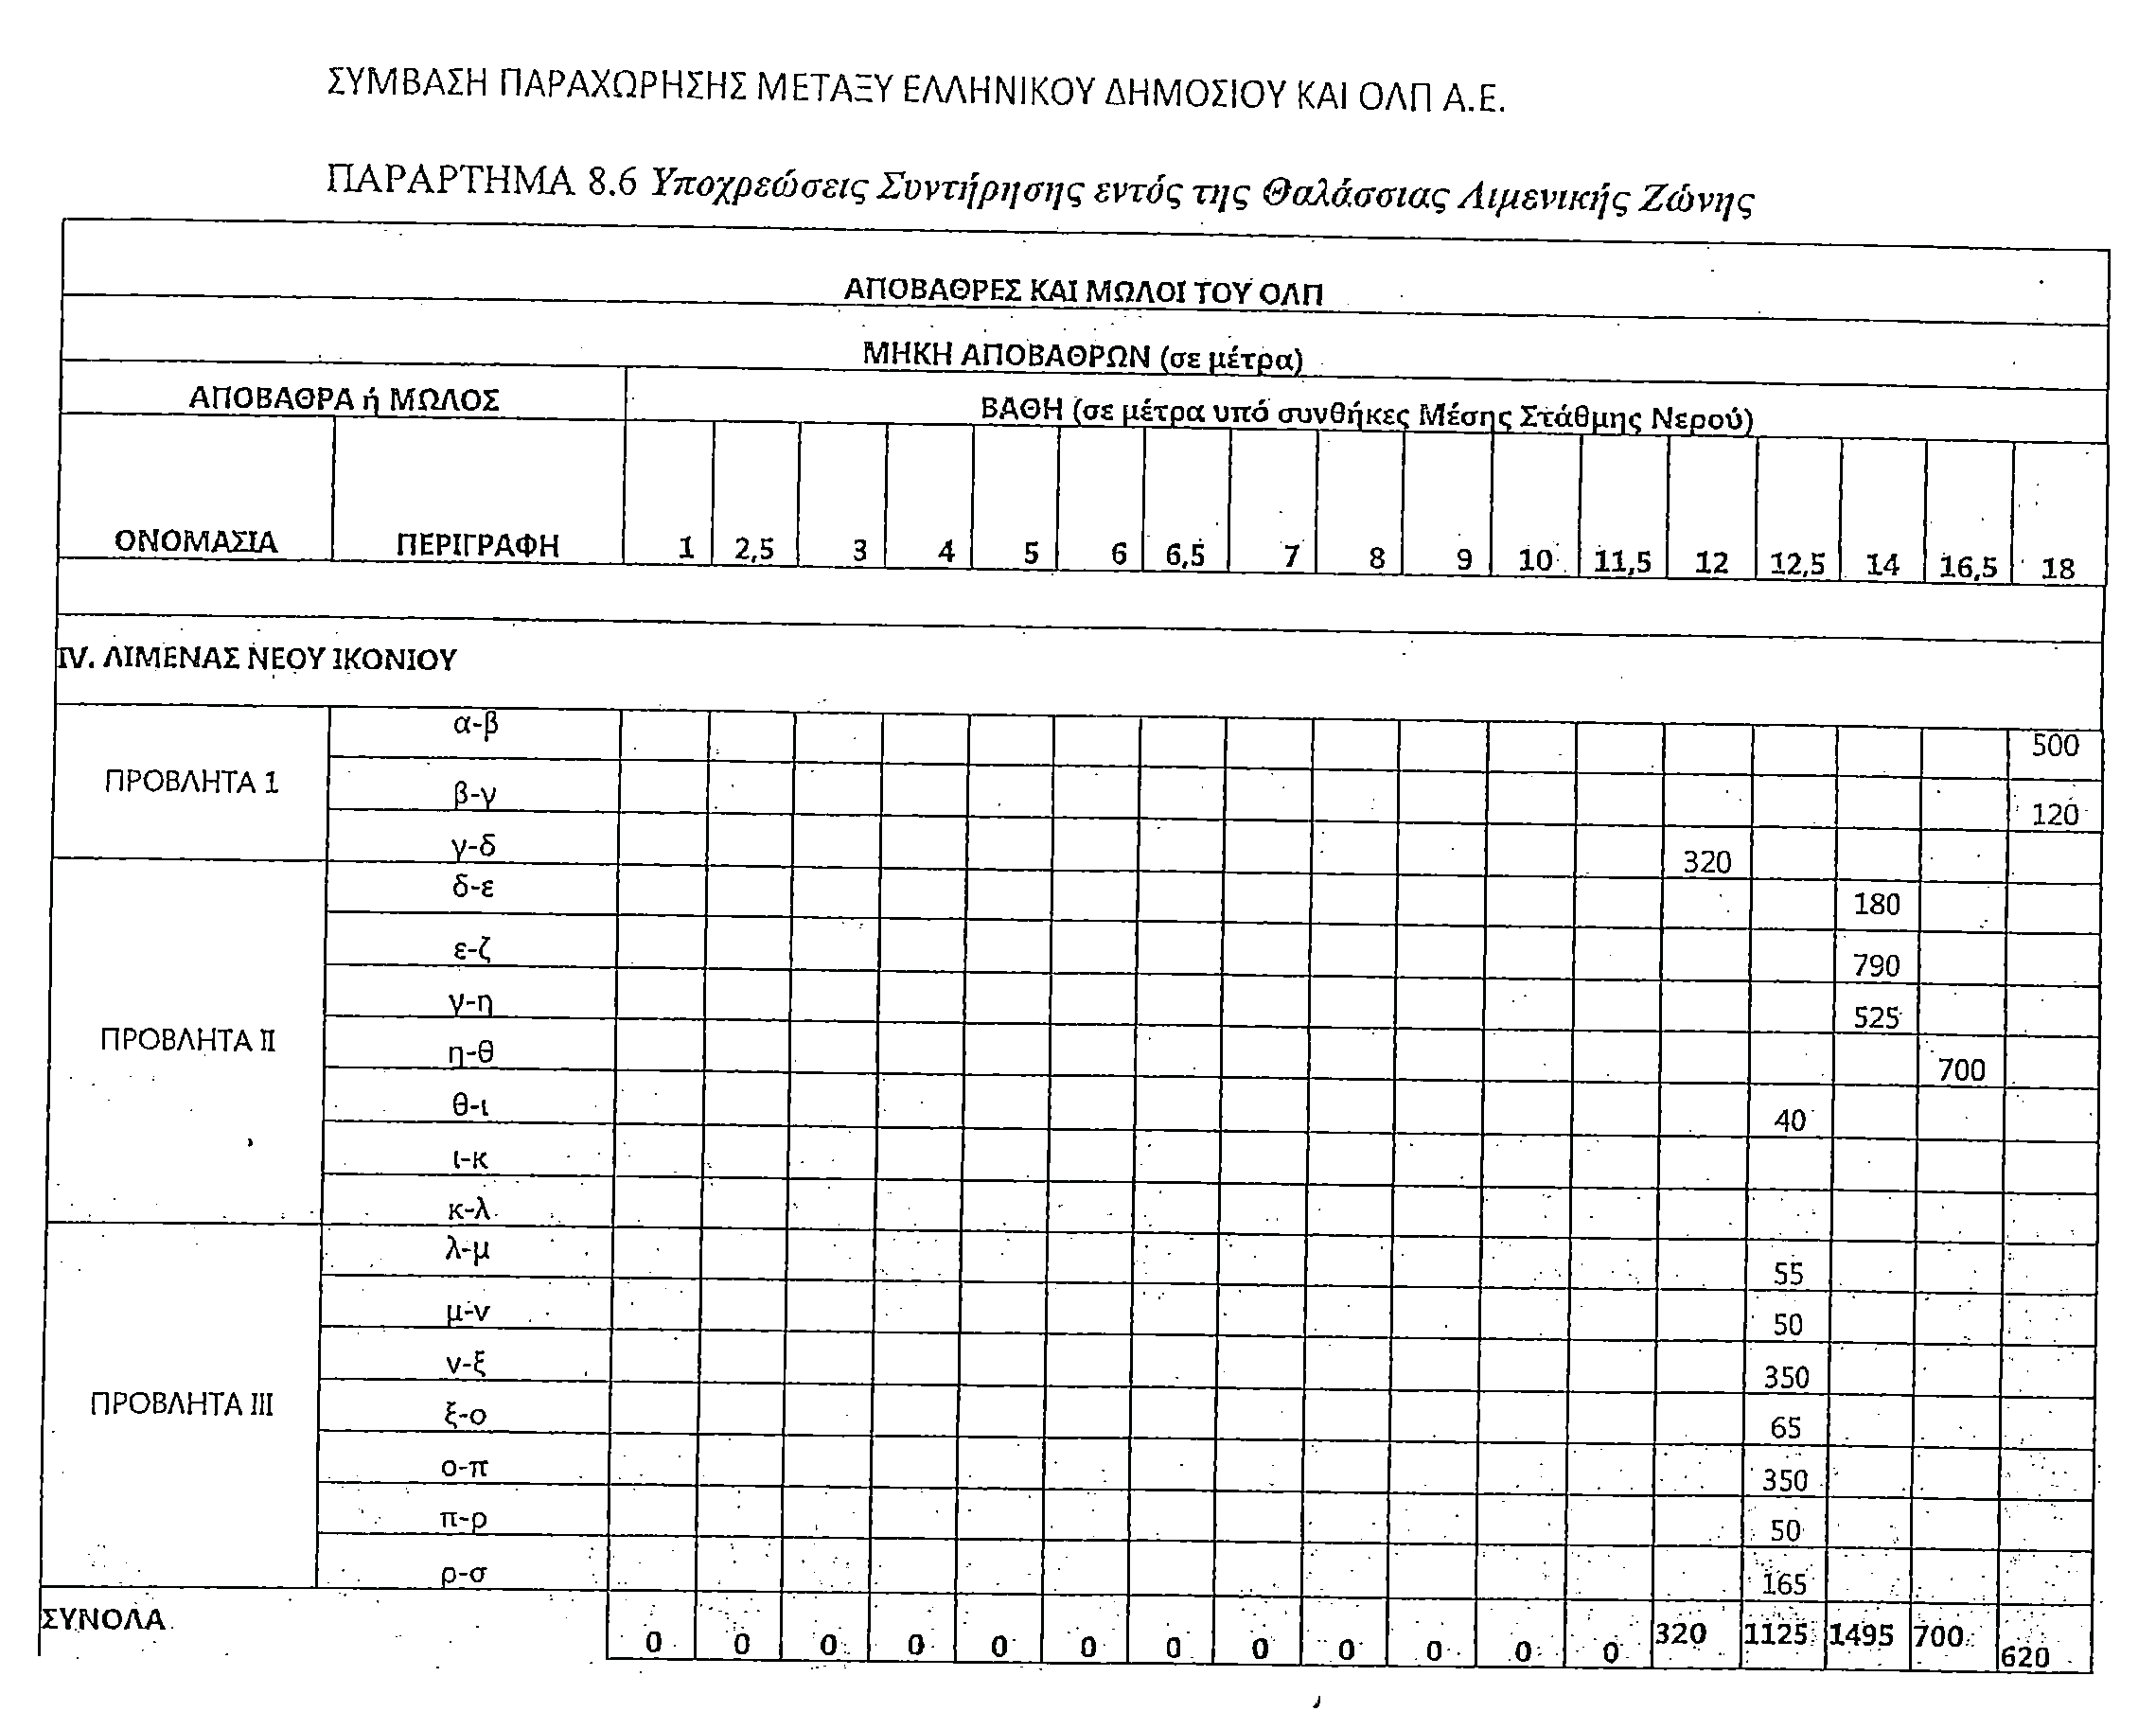 ΣΥΜΒΑΣΗ ΠΑΡΑΧΩΡΗΣΗΣ ΜΕΤΑΞΥ ΕΛΛΗΝΙΚΟΥ ΔΗΜΟΣΙΟΥ ΚΑΙ ΟΛΠ Α.Ε.
ΠΑΡΑΡΤΗΜΑ 8.6 Υποχρεώσεις Συντήρησης εντός της Θαλάσσιας Λιμενικής Ζώνης
ΑΠΟΒΑΘΡΕΣ ΚΑΙ ΜΩΛΟΙ ΤΟΥ ΟΛΠ
ΜΗΚΗ ΑΠΟΒΑΘΡΩΝ (σε μέτρα)
ΑΠΟΒΑΘΡΑ ή ΜΩΛΟΣ ΒΑΘΗ (σε μέτρα υπό συνθήκες Μέσης Στάθμης Νερού)
ΟΝΟΜΑΣΙΑ ΠΕΡΙΓΡΑΦΗ 1 2,5 3 4 5 6 6,5 7 8 9 10 11,5 12 12,5 14 16,5 18
IV. ΛΙΜΕΝΑΣ ΝΕΟΥ ΙΚΟΝΙΟΥ
ΠΡΟΒΛΗΤΑ 1
α-β 500
β-γ 120
γ-δ 320
ΠΡΟΒΛΗΤΑ II
δ-ε 180
ε-ζ 790
γ-η 525
η-θ 700
θ-ι 40
ι-κ
κ-λ
ΠΡΟΒΛΗΤΑ III
λ-μ 55
μ-ν 50
ν-ξ 350
ξ-ο 65
ο-π 350
π-ρ 50
ρ-σ 165
ΣΥΝΟΛΑ 0 0 0 0 0 0 0 0 0 0 0 0 320 1125 1495 700 620